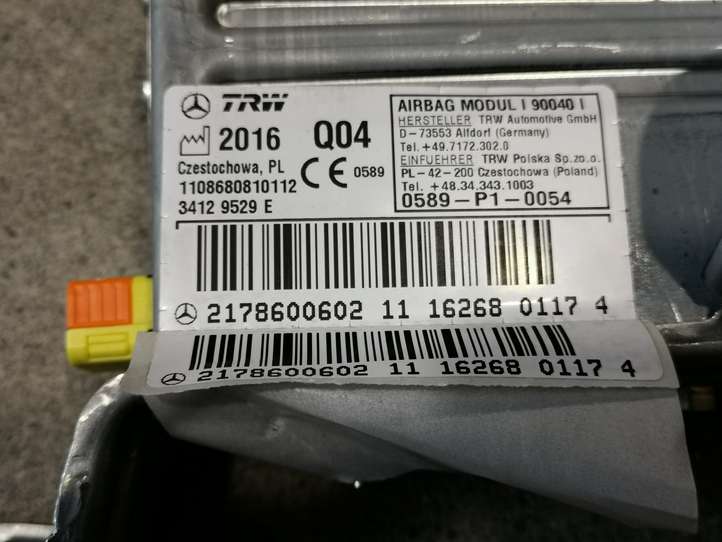 TRW
2016 Q04
Czestochowa, PL
CE 0589
1108680810112
3412 9529 E
AIRBAG MODUL I 90040 I
HERSTELLER TRW Automotive GmbH
D-73553 Alfdorf (Germany)
Tel.+49.7172.302.0
EINFUEHRER TRW Polska Sp.zo.o.
PL-42-200 Czestochowa (Poland)
Tel.+48.34.343.1003
0589-P1-0054
2178600602 11 16268 0117 4
2178600602 11 16268 0117 4